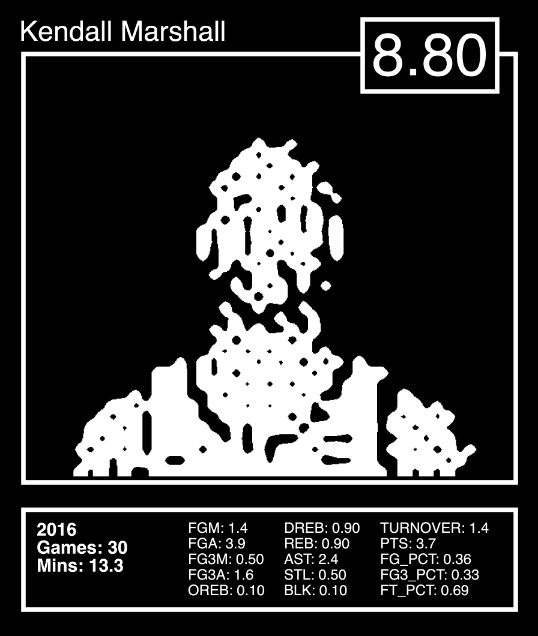 Kendall Marshall
8.80
2016
Games: 30
Mins: 13.3
FGM: 1.4
FGA: 3.9
FG3M: 0.50
FG3A: 1.6
OREB: 0.10
DREB: 0.90
REB: 0.90
AST: 2.4
STL: 0.50
BLK: 0.10
TURNOVER: 1.4
PTS: 3.7
FG_PCT: 0.36
FG3_PCT: 0.33
FT_PCT: 0.69